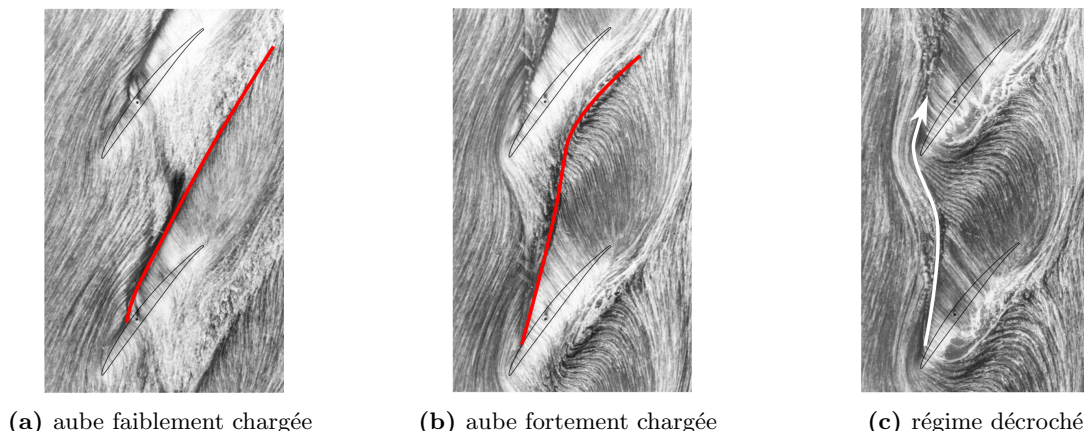 (a) aube faiblement chargée
(b) aube fortement chargée
(c) régime décroché